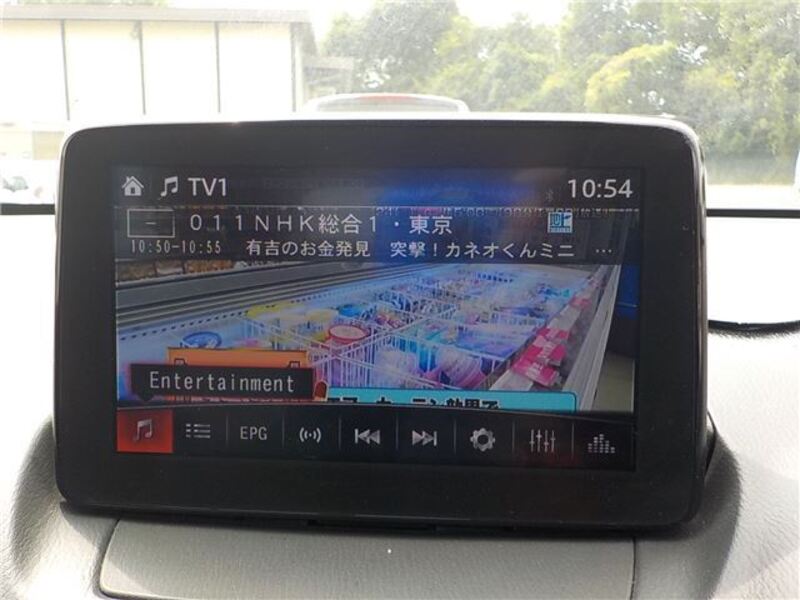 TV1
10:54
011NHK総合1・東京
10:50-10:55 有吉のお金発見 突撃！カネオくんミニ …
Entertainment
EPG